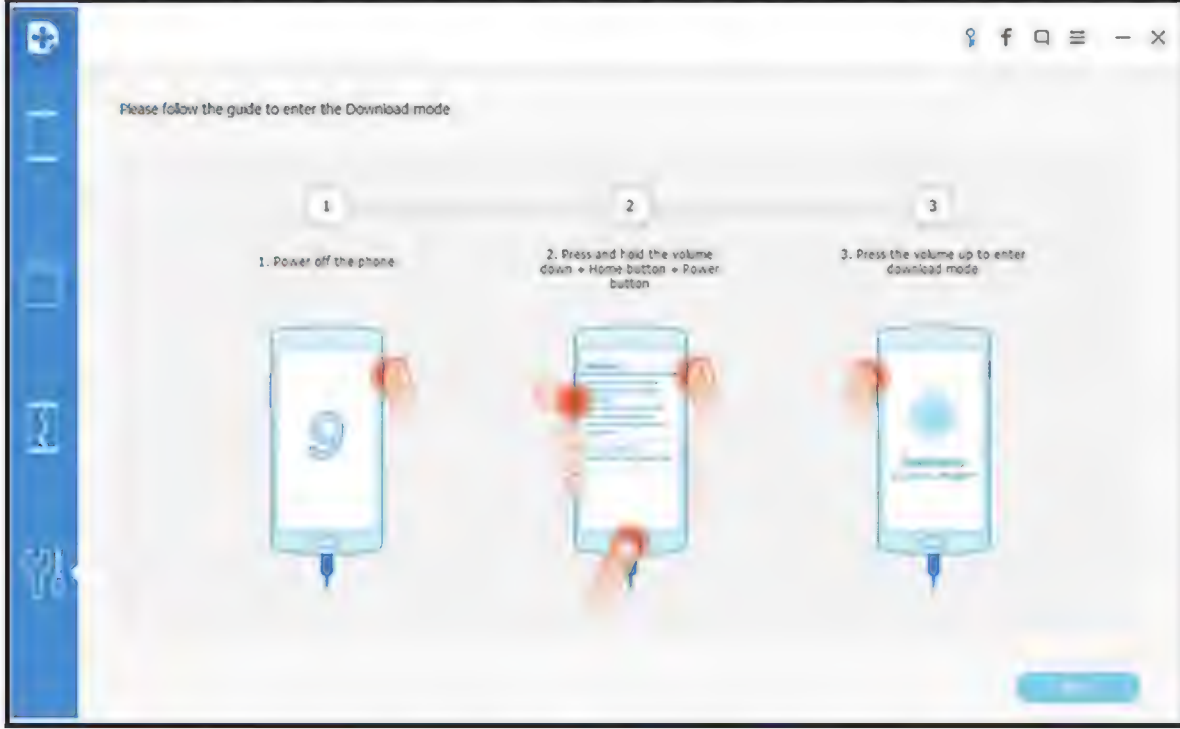 Please follow the guide to enter the Download mode
1
2
3
1. Power off the phone
2. Press and hold the volume
down + Home button + Power
button
3. Press the volume up to enter
download mode